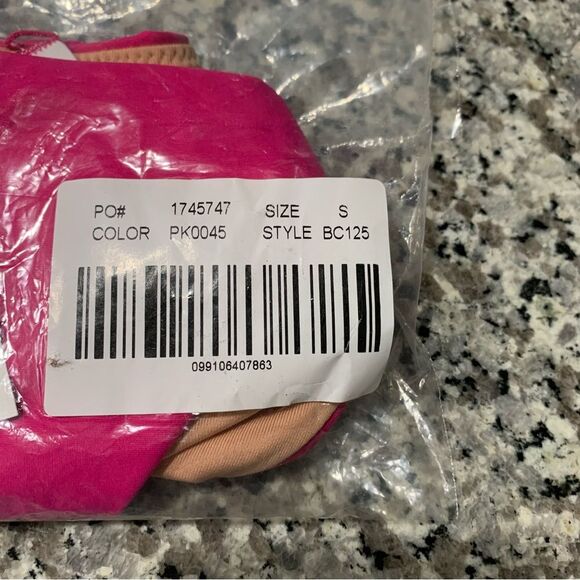 PO# 1745747 SIZE S
COLOR PK0045 STYLE BC125
099106407863